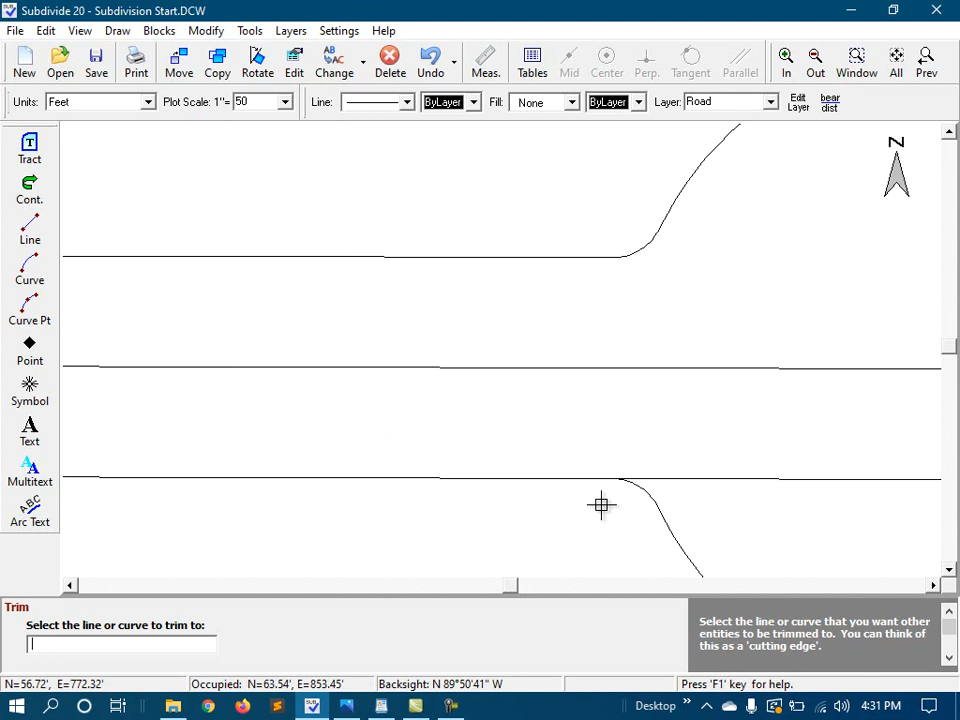 Subdivide 20 - Subdivision Start.DCW
File Edit View Draw Blocks Modify Tools Layers Settings Help
New Open Save Print Move Copy Rotate Edit Change Delete Undo Meas. Tables Mid Center Perp. Tangent Parallel In Out Window All Prev
Units: Feet Plot Scale: 1"= 50 Line: ByLayer Fill: None ByLayer Layer: Road Edit Layer bear dist
Tract
Cont.
Line
Curve
Curve Pt
Point
Symbol
Text
Multitext
Arc Text
N
Trim
Select the line or curve to trim to:
Select the line or curve that you want other
entities to be trimmed to. You can think of
this as a 'cutting edge'.
N=56.72', E=772.32' Occupied: N=63.54', E=853.45' Backsight: N 89°50'41" W Press 'F1' key for help.
Desktop » 4:31 PM